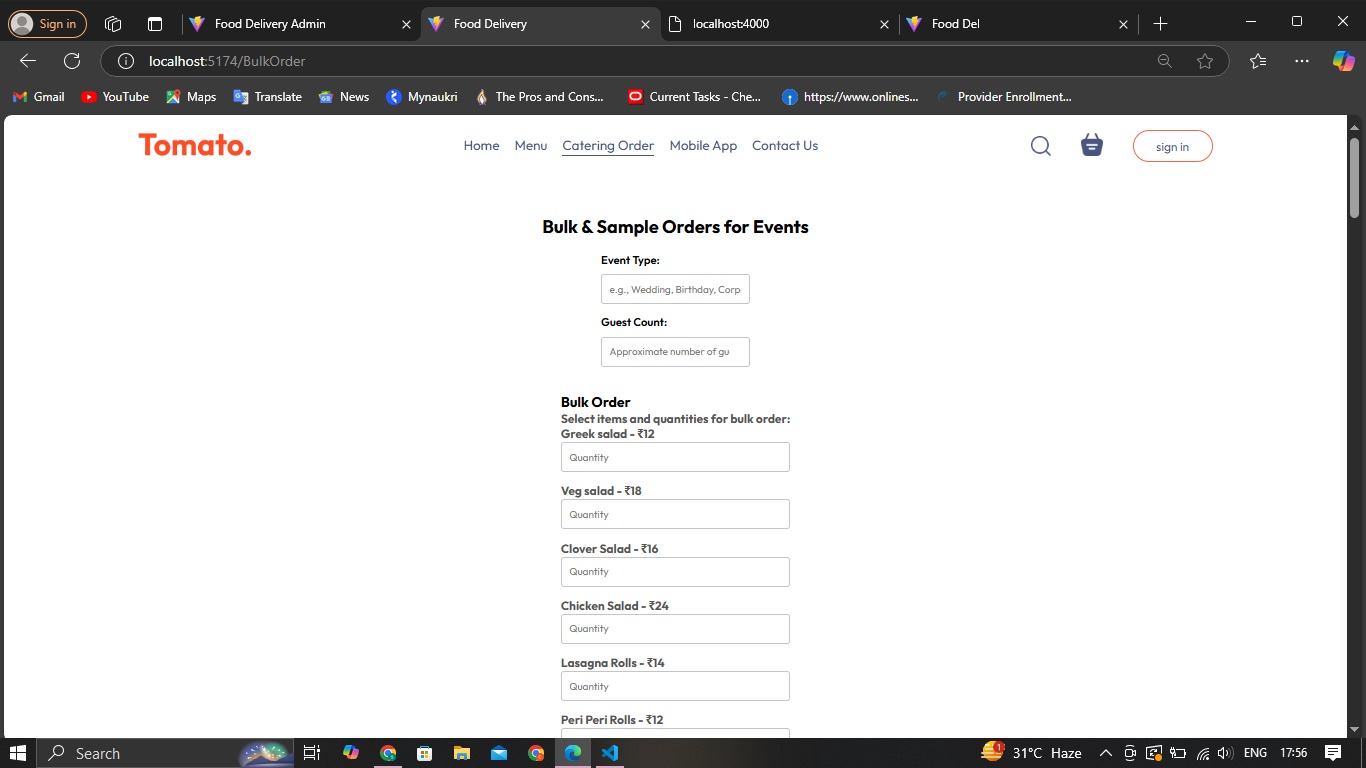 Sign in
Food Delivery Admin
Food Delivery
localhost:4000
Food Del
localhost:5174/BulkOrder
Gmail
YouTube
Maps
Translate
News
Mynaukri
The Pros and Cons...
Current Tasks - Che...
https://www.onlines...
Provider Enrollment...
Tomato.
Home
Menu
Catering Order
Mobile App
Contact Us
sign in
Bulk & Sample Orders for Events
Event Type:
e.g., Wedding, Birthday, Corp
Guest Count:
Approximate number of gu
Bulk Order
Select items and quantities for bulk order:
Greek salad - ₹12
Quantity
Veg salad - ₹18
Quantity
Clover Salad - ₹16
Quantity
Chicken Salad - ₹24
Quantity
Lasagna Rolls - ₹14
Quantity
Peri Peri Rolls - ₹12
Search
1
31°C Haze
ENG
17:56